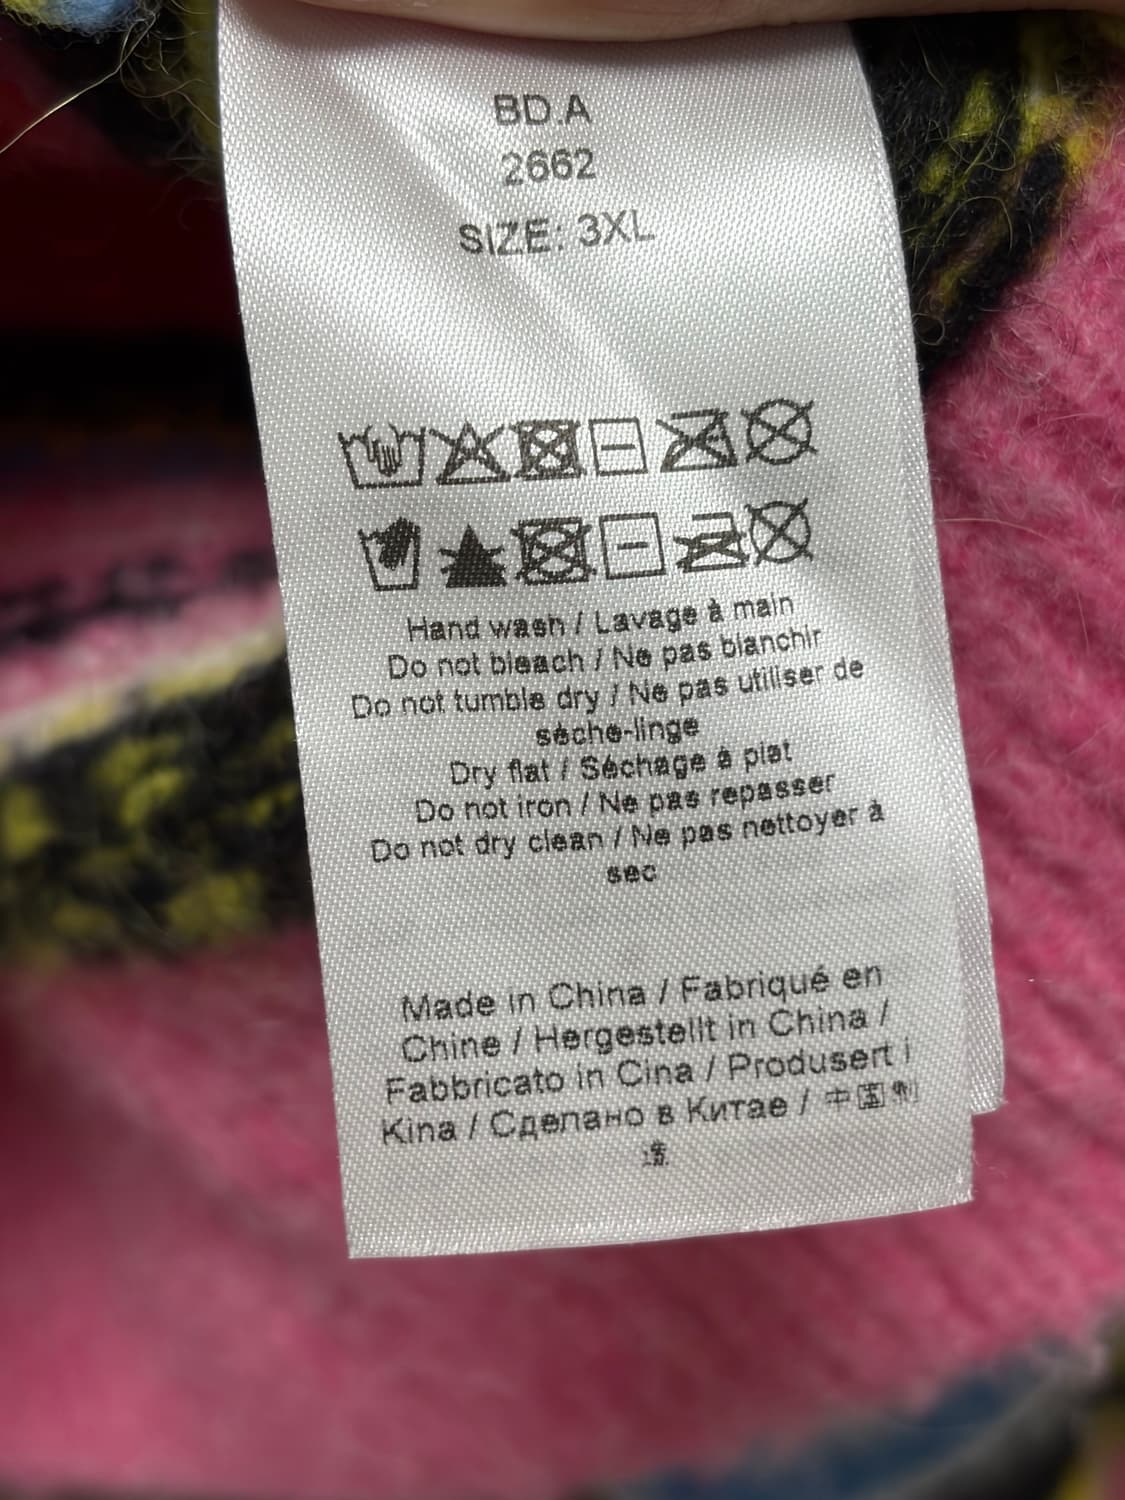 BD.A
2662
SIZE: 3XL
Hand wash / Lavage à main
Do not bleach / Ne pas blanchir
Do not tumble dry / Ne pas utiliser de
sèche-linge
Dry flat / Séchage à plat
Do not iron / Ne pas repasser
Do not dry clean / Ne pas nettoyer à
sec
Made in China / Fabriqué en
Chine / Hergestellt in China /
Fabbricato in Cina / Produsert i
Kina / Сделано в Китае / 中国制
造